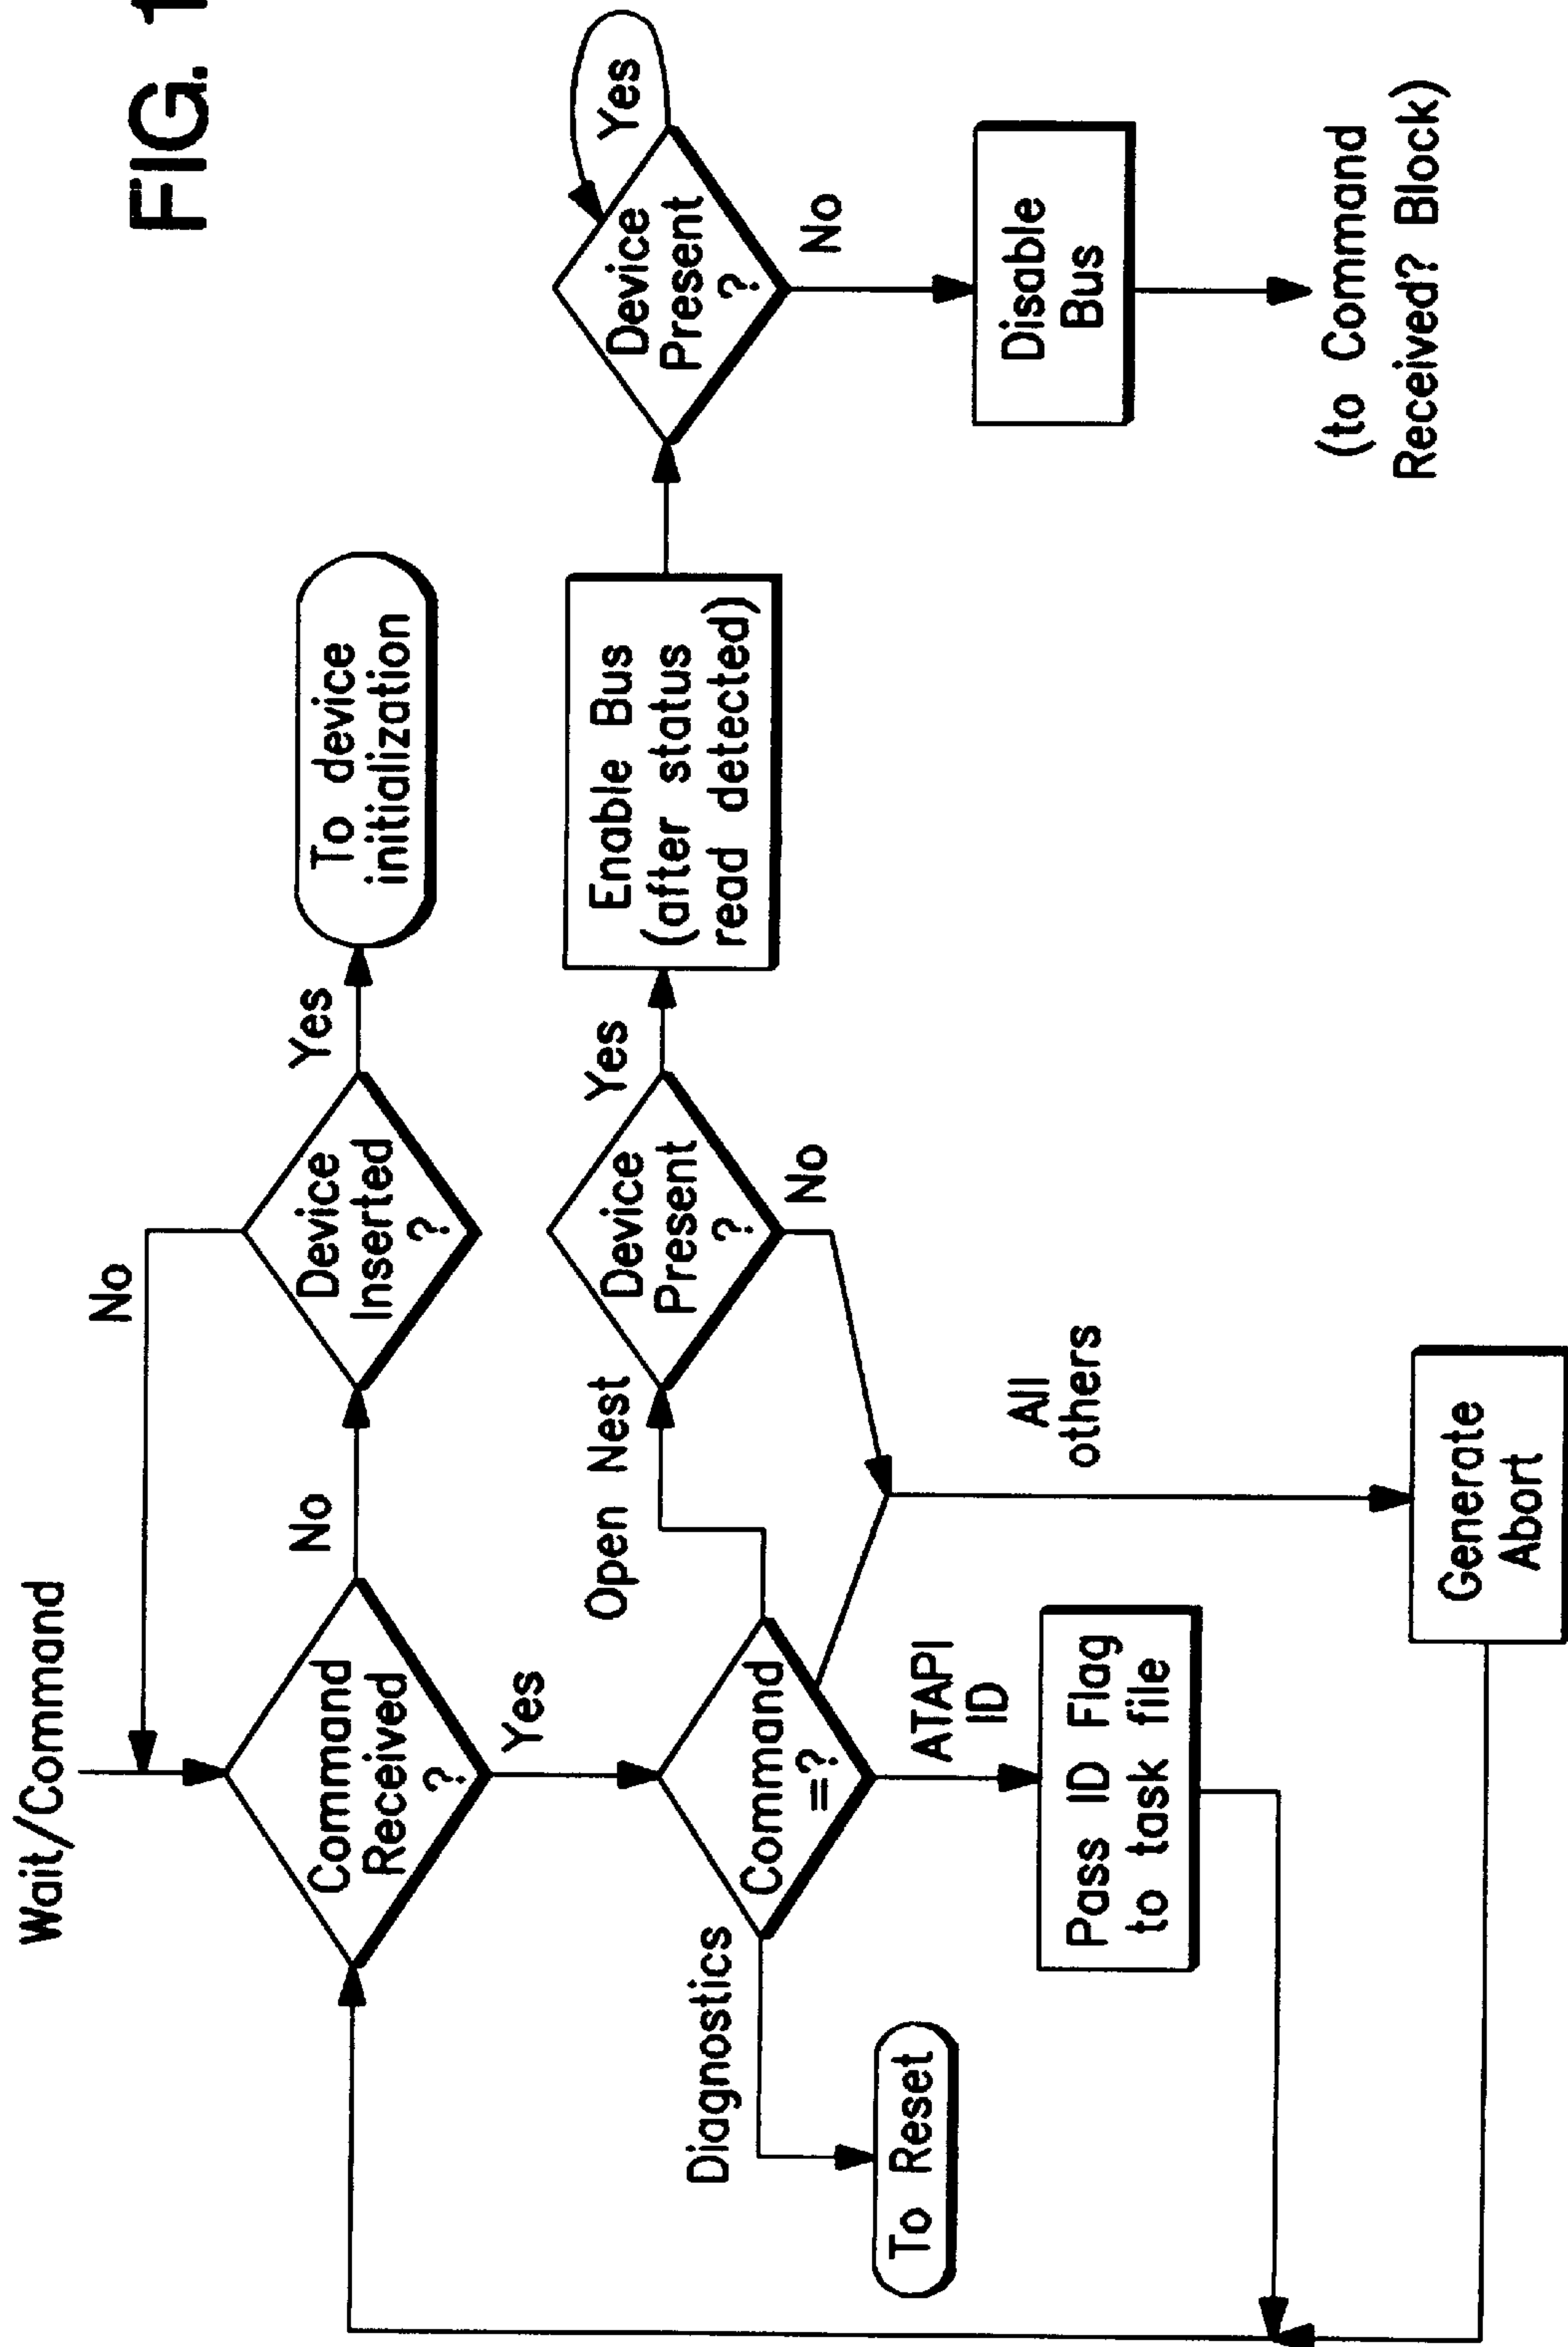 FIG. 1
Wait/Command
No
Command
Received
?
No
Device
Inserted
?
Yes
To device
initialization
Yes
Diagnostics
Command
=?
Open Nest
Device
Present
?
Yes
Enable Bus
(after status
read detected)
Device
Present
?
Yes
No
No
Disable
Bus
(to Command
Received? Block)
To Reset
ATAPI
ID
Pass ID Flag
to task file
All
others
Generate
Abort